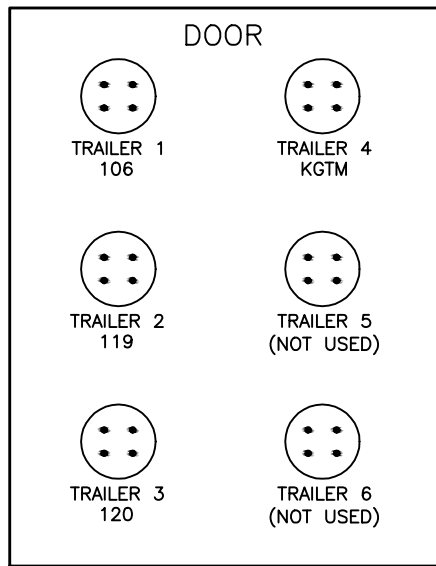 DOOR
TRAILER 1
106
TRAILER 4
KGTM
TRAILER 2
119
TRAILER 5
(NOT USED)
TRAILER 3
120
TRAILER 6
(NOT USED)